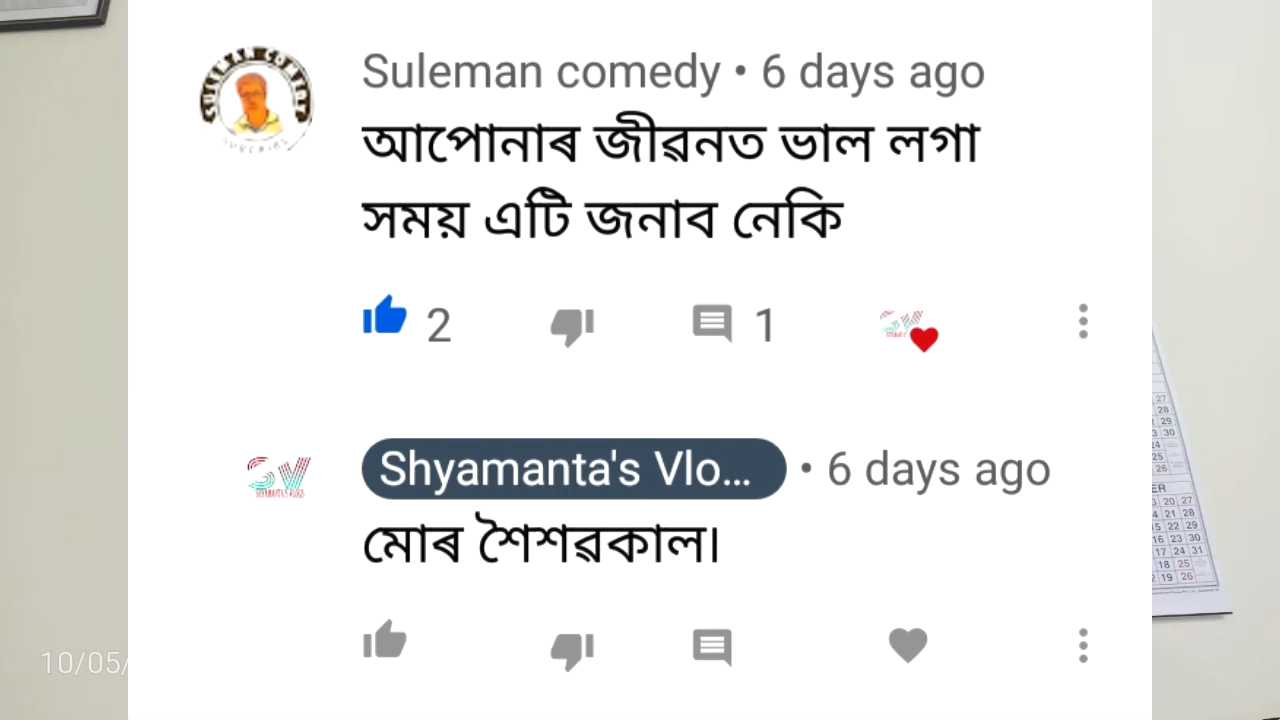 Suleman comedy • 6 days ago
আপোনাৰ জীৱনত ভাল লগা
সময় এটি জনাব নেকি
2
1
Shyamanta's Vlo... • 6 days ago
মোৰ শৈশৱকাল।
10/05/